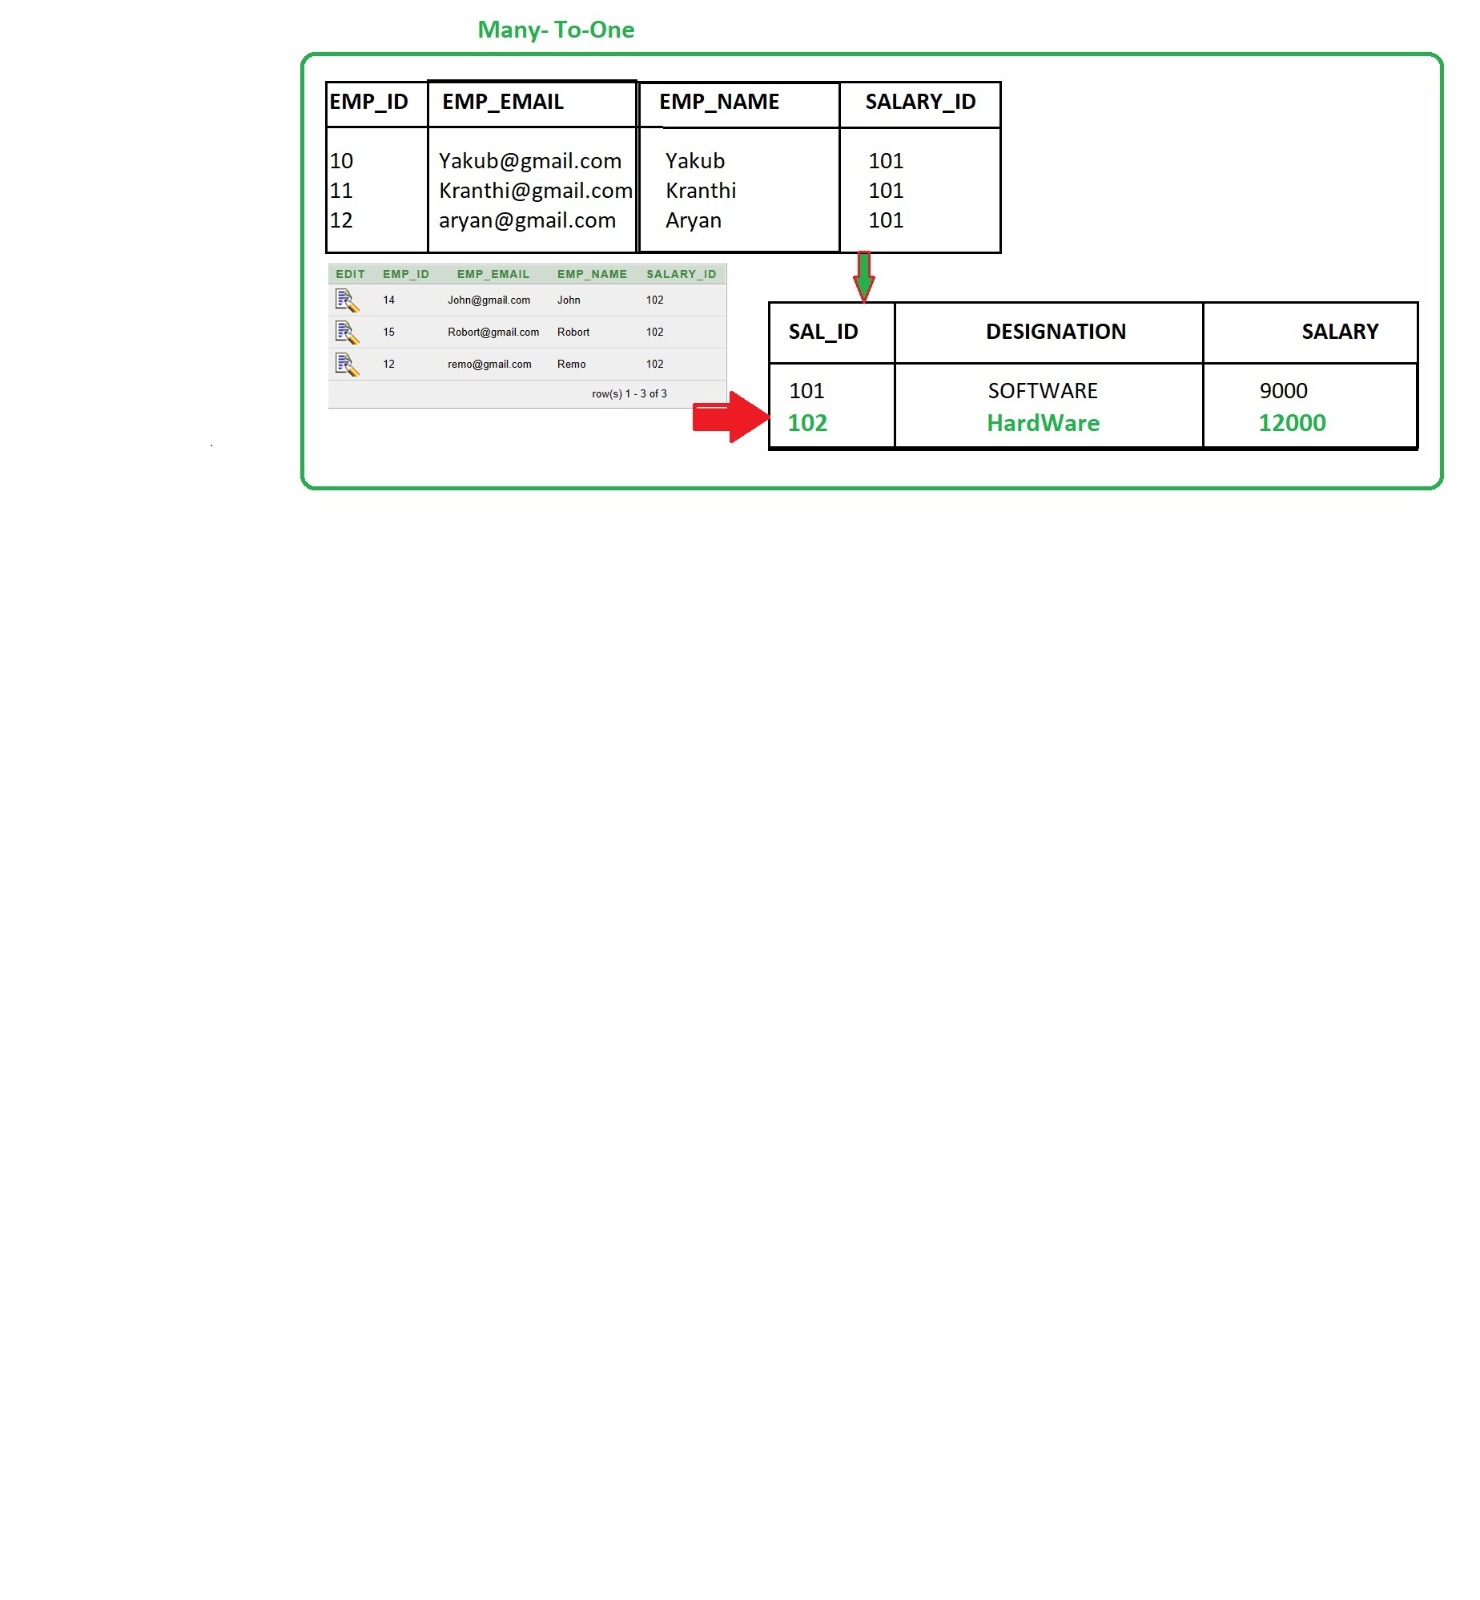 Many- To-One
EMP_ID EMP_EMAIL EMP_NAME SALARY_ID
10 Yakub@gmail.com Yakub 101
11 Kranthi@gmail.com Kranthi 101
12 aryan@gmail.com Aryan 101
EDIT EMP_ID EMP_EMAIL EMP_NAME SALARY_ID
14 John@gmail.com John 102
15 Robort@gmail.com Robort 102
12 remo@gmail.com Remo 102
row(s) 1 - 3 of 3
SAL_ID DESIGNATION SALARY
101 SOFTWARE 9000
102 HardWare 12000